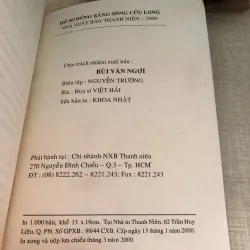 HỒ SƠ ĐỒNG BẰNG SÔNG CỬU LONG
NHÀ XUẤT BẢN THANH NIÊN – 2000
Chịu trách nhiệm xuất bản :
BÙI VĂN NGỢI
Biên tập : NGUYỄN TRƯỜNG
Bìa : Họa sĩ VIỆT HẢI
Sửa bản in : KHOA NHẬT
Phát hành tại : Chi nhánh NXB Thanh niên
270 Nguyễn Đình Chiểu – Q.3 – Tp. HCM
ĐT : (08) 8222.262 – 8221.243; Fax : 8221.243
In 1.000 bản, khổ 13 x 19cm. Tại Nhà in Thanh Niên, 62 Trần Huy
Liệu, Q. PN, Số GPXB : 99/44 CXB. Cấp ngày 13 tháng 1 năm 2000.
In xong và nộp lưu chiểu tháng 3 năm 2000.